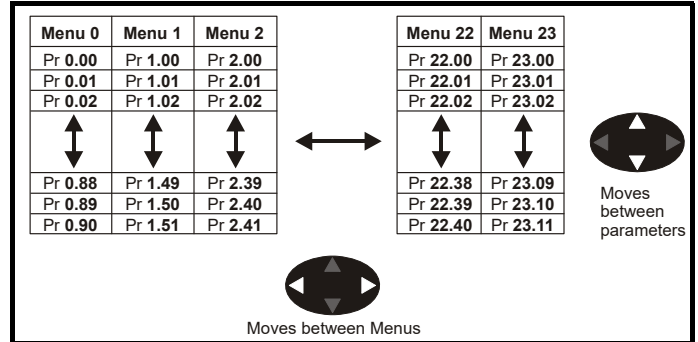 Menu 0 Menu 1 Menu 2 Menu 22 Menu 23
Pr 0.00 Pr 1.00 Pr 2.00 Pr 22.00 Pr 23.00
Pr 0.01 Pr 1.01 Pr 2.01 Pr 22.01 Pr 23.01
Pr 0.02 Pr 1.02 Pr 2.02 Pr 22.02 Pr 23.02
Pr 0.88 Pr 1.49 Pr 2.39 Pr 22.38 Pr 23.09
Pr 0.89 Pr 1.50 Pr 2.40 Pr 22.39 Pr 23.10
Pr 0.90 Pr 1.51 Pr 2.41 Pr 22.40 Pr 23.11
Moves
between
parameters
Moves between Menus